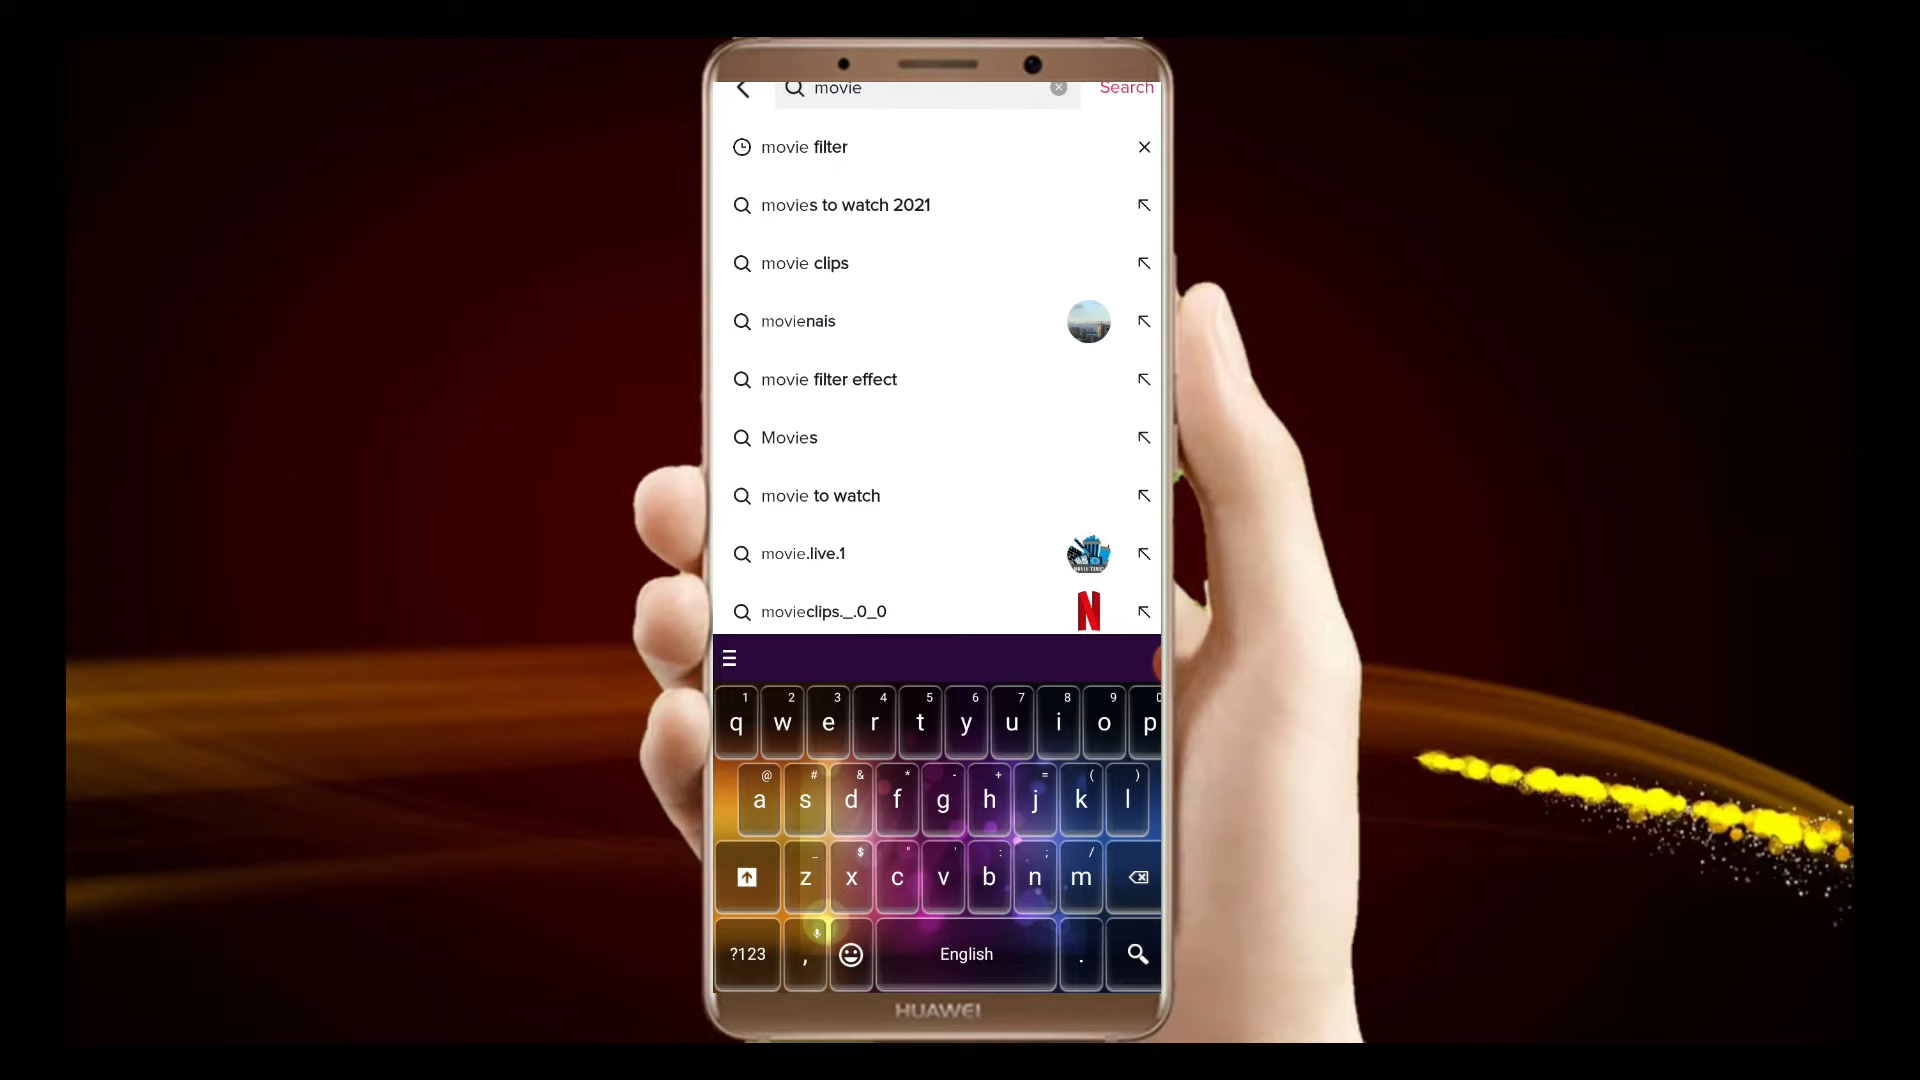 movie
Search
movie filter
movies to watch 2021
movie clips
movienais
movie filter effect
Movies
movie to watch
movie.live.1
movieclips._.0_0
1 2 3 4 5 6 7 8 9 0
q w e r t y u i o p
@ # & * - + = ( )
a s d f g h j k l
_ $ " ' : ; /
z x c v b n m
?123 , English .
HUAWEI